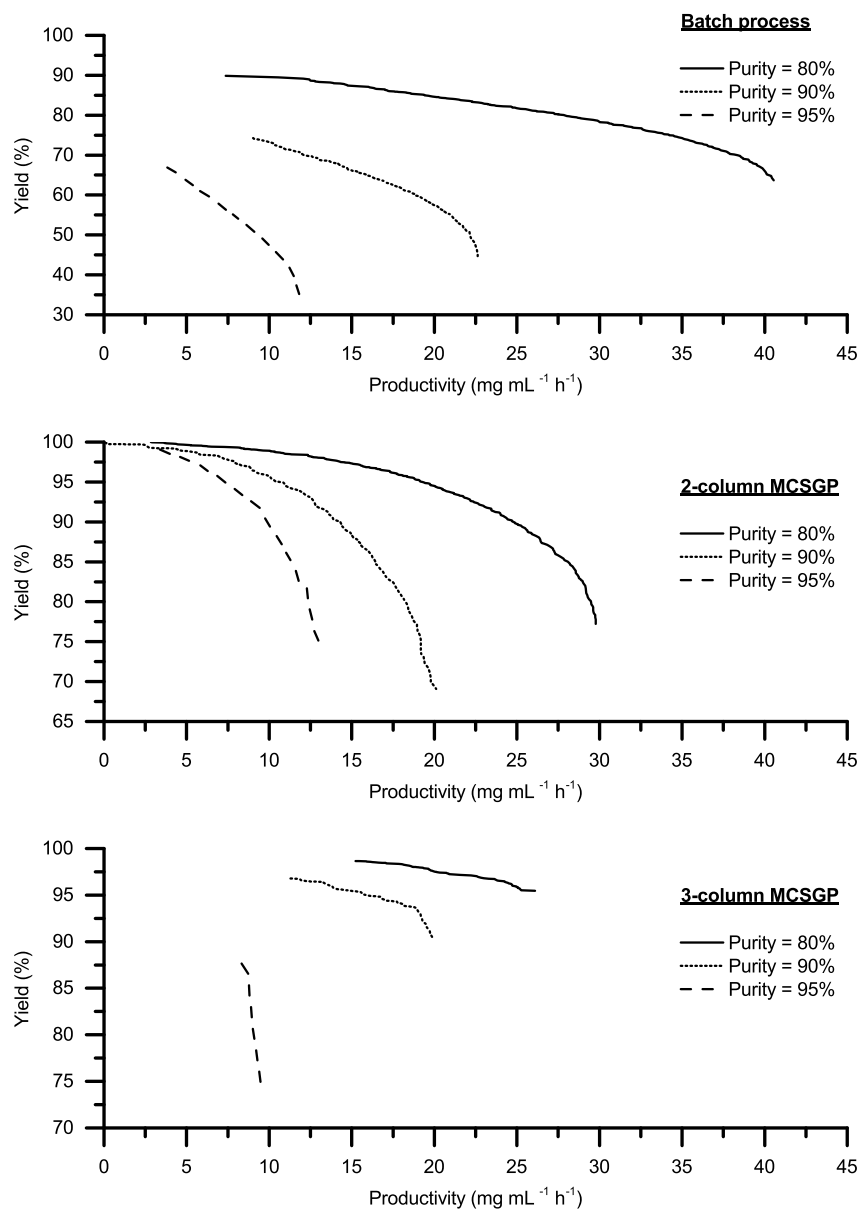 Batch process
Purity = 80%
Purity = 90%
Purity = 95%
Yield (%)
100
90
80
70
60
50
40
30
0 5 10 15 20 25 30 35 40 45
Productivity (mg mL ⁻¹ h⁻¹)
2-column MCSGP
Purity = 80%
Purity = 90%
Purity = 95%
Yield (%)
100
95
90
85
80
75
70
65
0 5 10 15 20 25 30 35 40 45
Productivity (mg mL ⁻¹ h⁻¹)
3-column MCSGP
Purity = 80%
Purity = 90%
Purity = 95%
Yield (%)
100
95
90
85
80
75
70
0 5 10 15 20 25 30 35 40 45
Productivity (mg mL ⁻¹ h⁻¹)